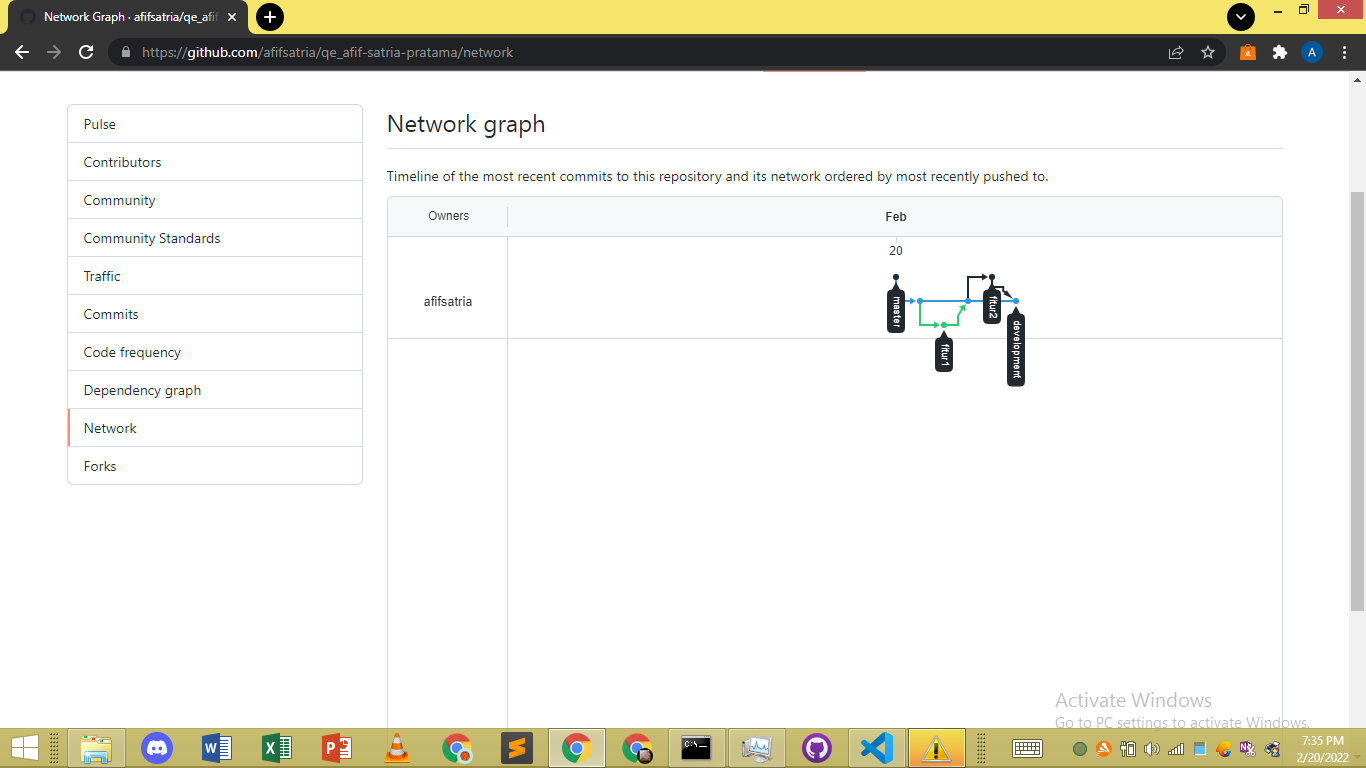 Network Graph · afifsatria/qe_afif
https://github.com/afifsatria/qe_afif-satria-pratama/network
A
Pulse
Contributors
Community
Community Standards
Traffic
Commits
Code frequency
Dependency graph
Network
Forks
Network graph
Timeline of the most recent commits to this repository and its network ordered by most recently pushed to.
Owners
Feb
20
afifsatria
master
fitur1
fitur2
development
Activate Windows
Go to PC settings to activate Windows.
7:35 PM
2/20/2022